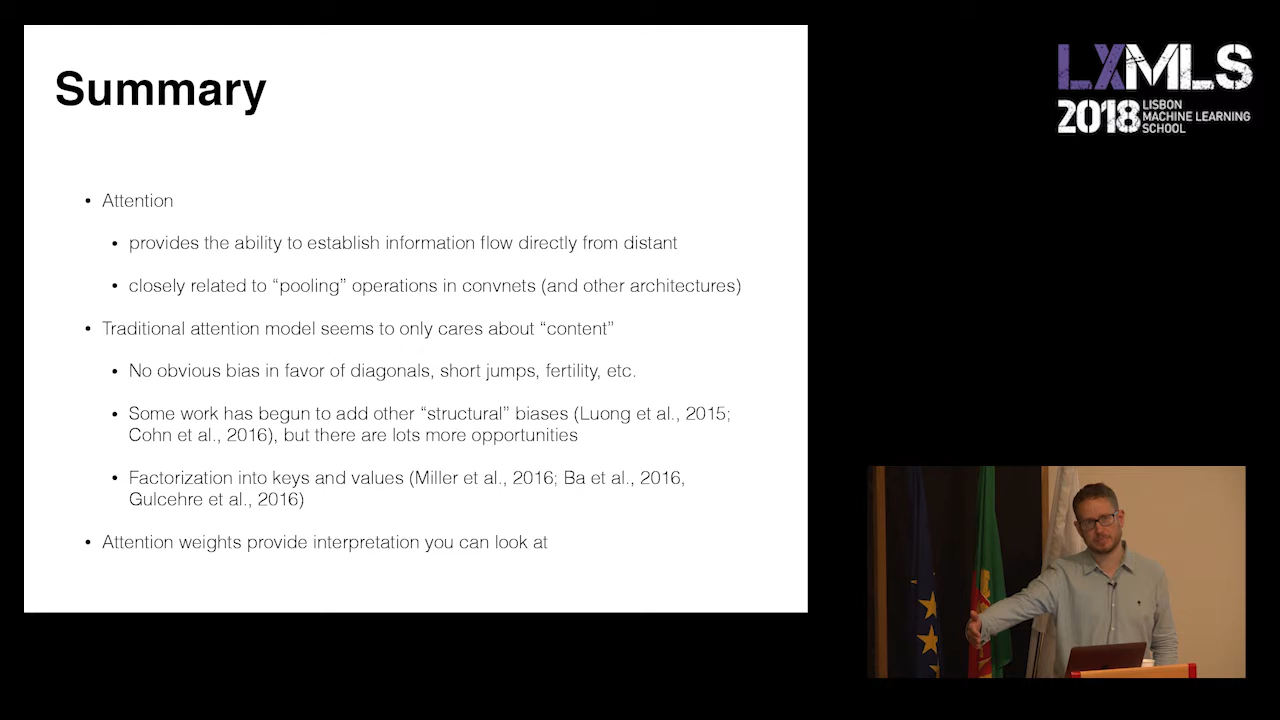 Summary
• Attention
• provides the ability to establish information flow directly from distant
• closely related to “pooling” operations in convnets (and other architectures)
• Traditional attention model seems to only cares about “content”
• No obvious bias in favor of diagonals, short jumps, fertility, etc.
• Some work has begun to add other “structural” biases (Luong et al., 2015;
Cohn et al., 2016), but there are lots more opportunities
• Factorization into keys and values (Miller et al., 2016; Ba et al., 2016,
Gulcehre et al., 2016)
• Attention weights provide interpretation you can look at
LXMLS
2018
LISBON
MACHINE LEARNING
SCHOOL